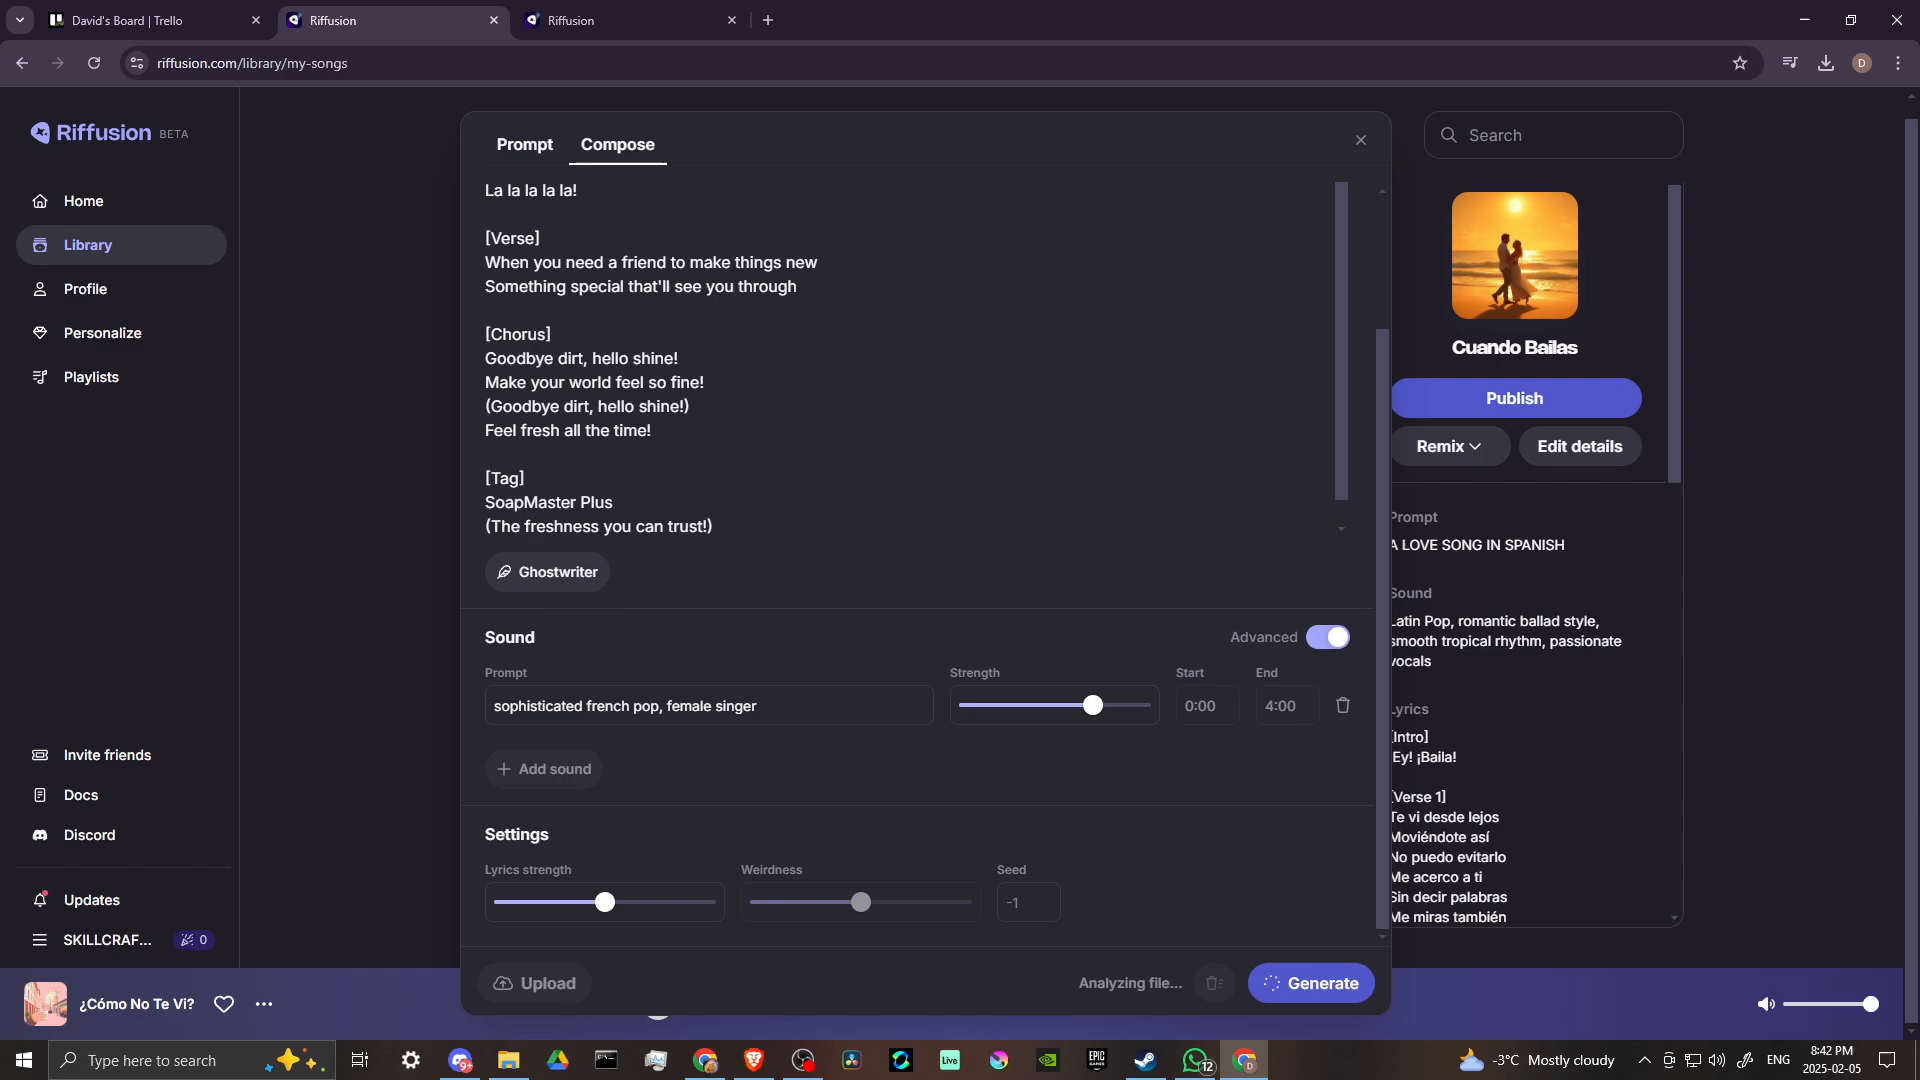 David's Board | Trello
Riffusion
Riffusion
riffusion.com/library/my-songs
D
Riffusion BETA
Home
Library
Profile
Personalize
Playlists
Invite friends
Docs
Discord
Updates
SKILLCRAF... 0
Prompt
Compose
La la la la la!
[Verse]
When you need a friend to make things new
Something special that'll see you through
[Chorus]
Goodbye dirt, hello shine!
Make your world feel so fine!
(Goodbye dirt, hello shine!)
Feel fresh all the time!
[Tag]
SoapMaster Plus
(The freshness you can trust!)
Ghostwriter
Sound
Advanced
Prompt
Strength
Start
End
sophisticated french pop, female singer
0:00
4:00
Add sound
Settings
Lyrics strength
Weirdness
Seed
-1
Upload
Analyzing file...
Generate
Search
Cuando Bailas
Publish
Remix
Edit details
Prompt
A LOVE SONG IN SPANISH
Sound
Latin Pop, romantic ballad style,
smooth tropical rhythm, passionate
vocals
Lyrics
[Intro]
Ey! ¡Baila!
[Verse 1]
Te vi desde lejos
Moviéndote así
No puedo evitarlo
Me acerco a ti
Sin decir palabras
Me miras también
¿Cómo No Te Vi?
Type here to search
9+
Live
EPIC GAMES
12
D
-3°C Mostly cloudy
ENG
8:42 PM
2025-02-05